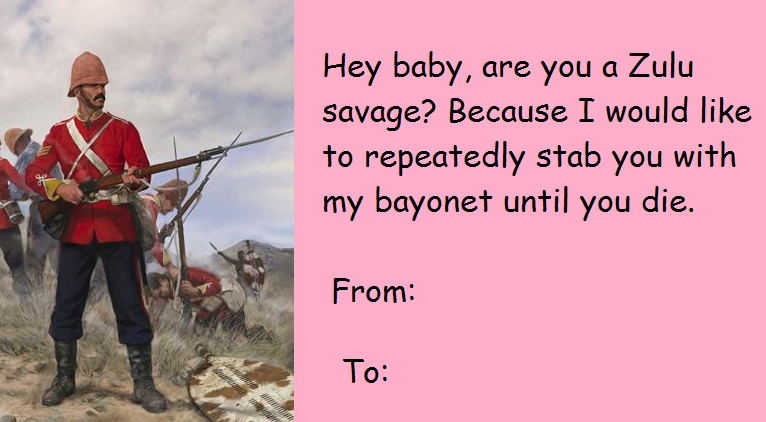 Hey baby, are you a Zulu
savage? Because I would like
to repeatedly stab you with
my bayonet until you die.
From:
To: